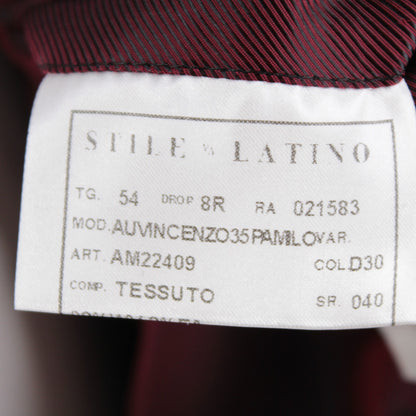 STILE LATINO
TG. 54 DROP 8R RA 021583
MOD. AUVINCENZO35PAMILO VAR.
ART. AM22409 COL. D30
COMP. TESSUTO SR. 040